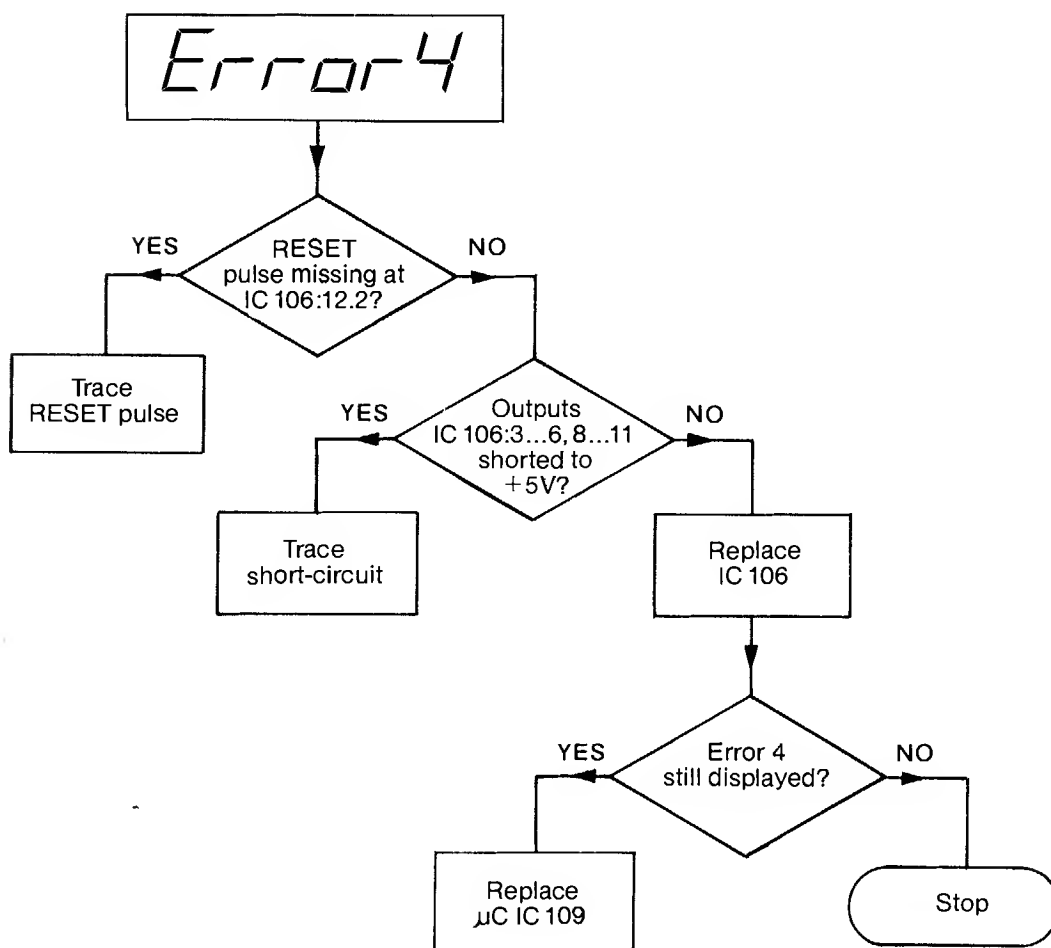 Error 4
YES
RESET
pulse missing at
IC 106:12.2?
NO
Trace
RESET pulse
YES
Outputs
IC 106:3...6, 8...11
shorted to
+5V?
NO
Trace
short-circuit
Replace
IC 106
YES
Error 4
still displayed?
NO
Replace
µC IC 109
Stop